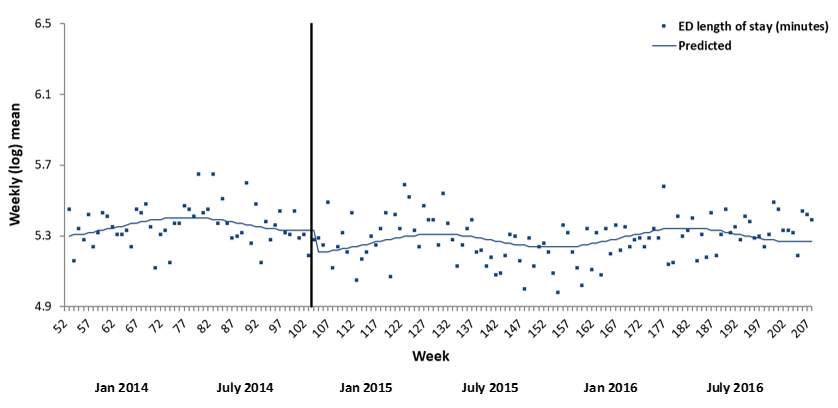 6.5
ED length of stay (minutes)
Predicted
6.1
5.7
5.3
4.9
Weekly (log) mean
52 57 62 67 72 77 82 87 92 97 102 107 112 117 122 127 132 137 142 147 152 157 162 167 172 177 182 187 192 197 202 207
Week
Jan 2014 July 2014 Jan 2015 July 2015 Jan 2016 July 2016